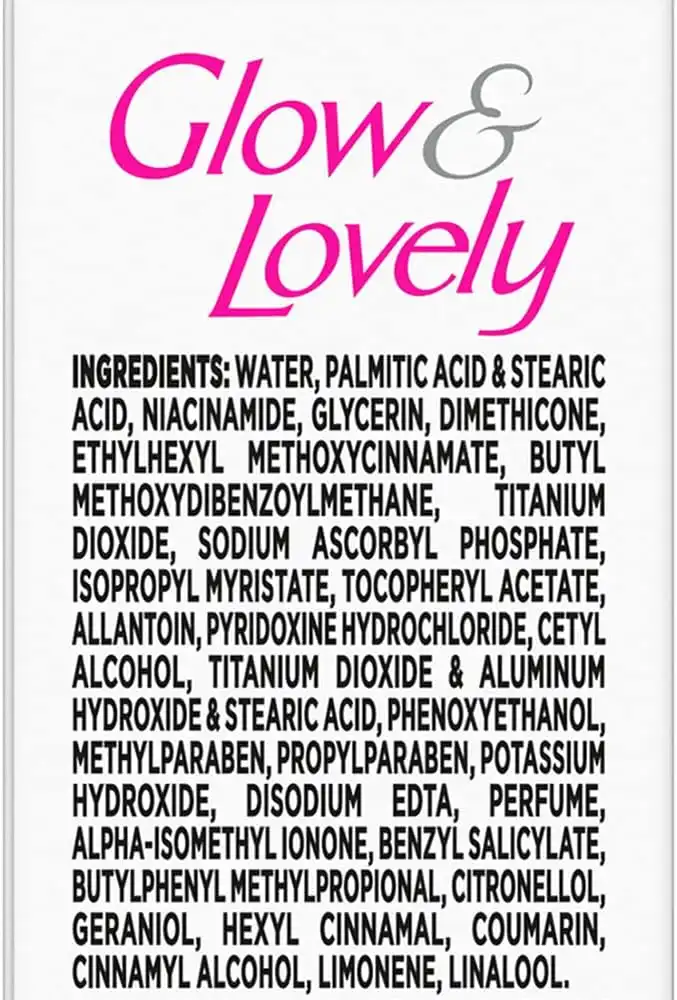 Glow &
Lovely
INGREDIENTS: WATER, PALMITIC ACID & STEARIC
ACID, NIACINAMIDE, GLYCERIN, DIMETHICONE,
ETHYLHEXYL METHOXYCINNAMATE, BUTYL
METHOXYDIBENZOYLMETHANE, TITANIUM
DIOXIDE, SODIUM ASCORBYL PHOSPHATE,
ISOPROPYL MYRISTATE, TOCOPHERYL ACETATE,
ALLANTOIN, PYRIDOXINE HYDROCHLORIDE, CETYL
ALCOHOL, TITANIUM DIOXIDE & ALUMINUM
HYDROXIDE & STEARIC ACID, PHENOXYETHANOL,
METHYLPARABEN, PROPYLPARABEN, POTASSIUM
HYDROXIDE, DISODIUM EDTA, PERFUME,
ALPHA-ISOMETHYL IONONE, BENZYL SALICYLATE,
BUTYLPHENYL METHYLPROPIONAL, CITRONELLOL,
GERANIOL, HEXYL CINNAMAL, COUMARIN,
CINNAMYL ALCOHOL, LIMONENE, LINALOOL.